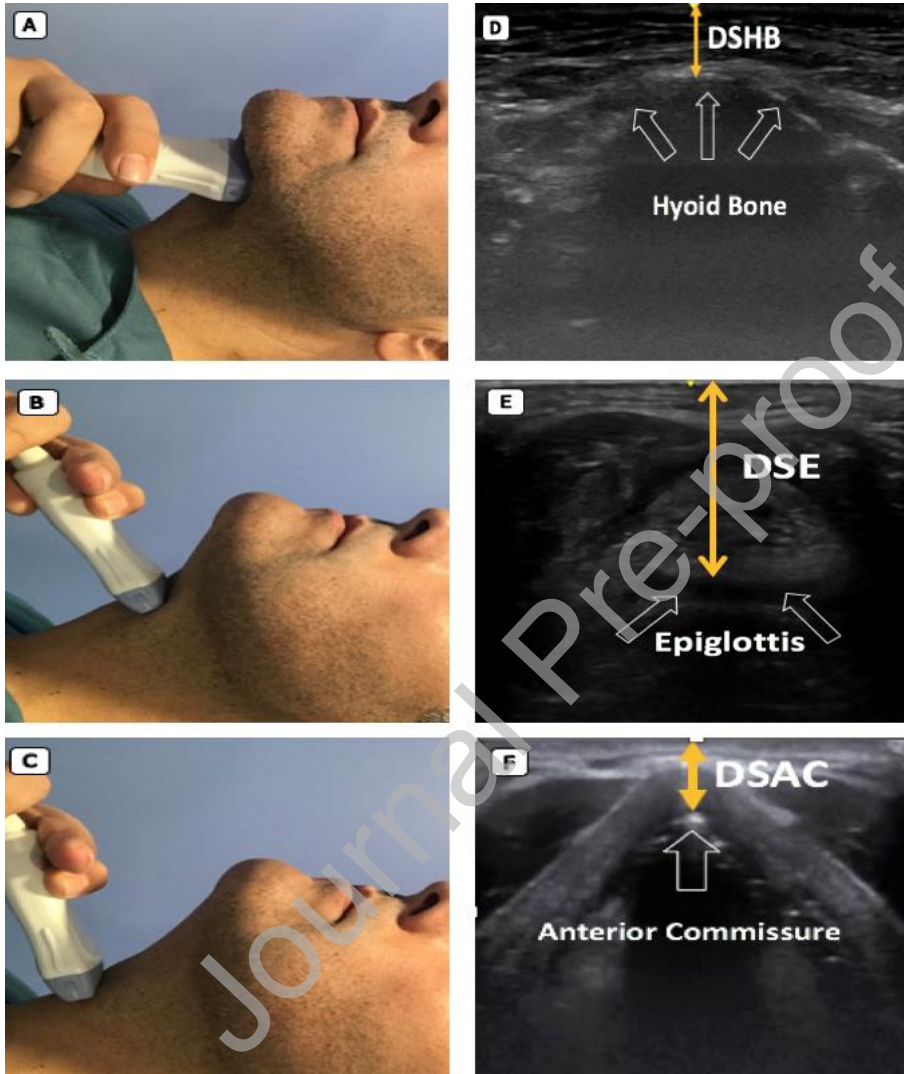 A
D
DSHB
Hyoid Bone
B
E
DSE
Epiglottis
C
DSAC
Anterior Commissure
Journal Pre-proof